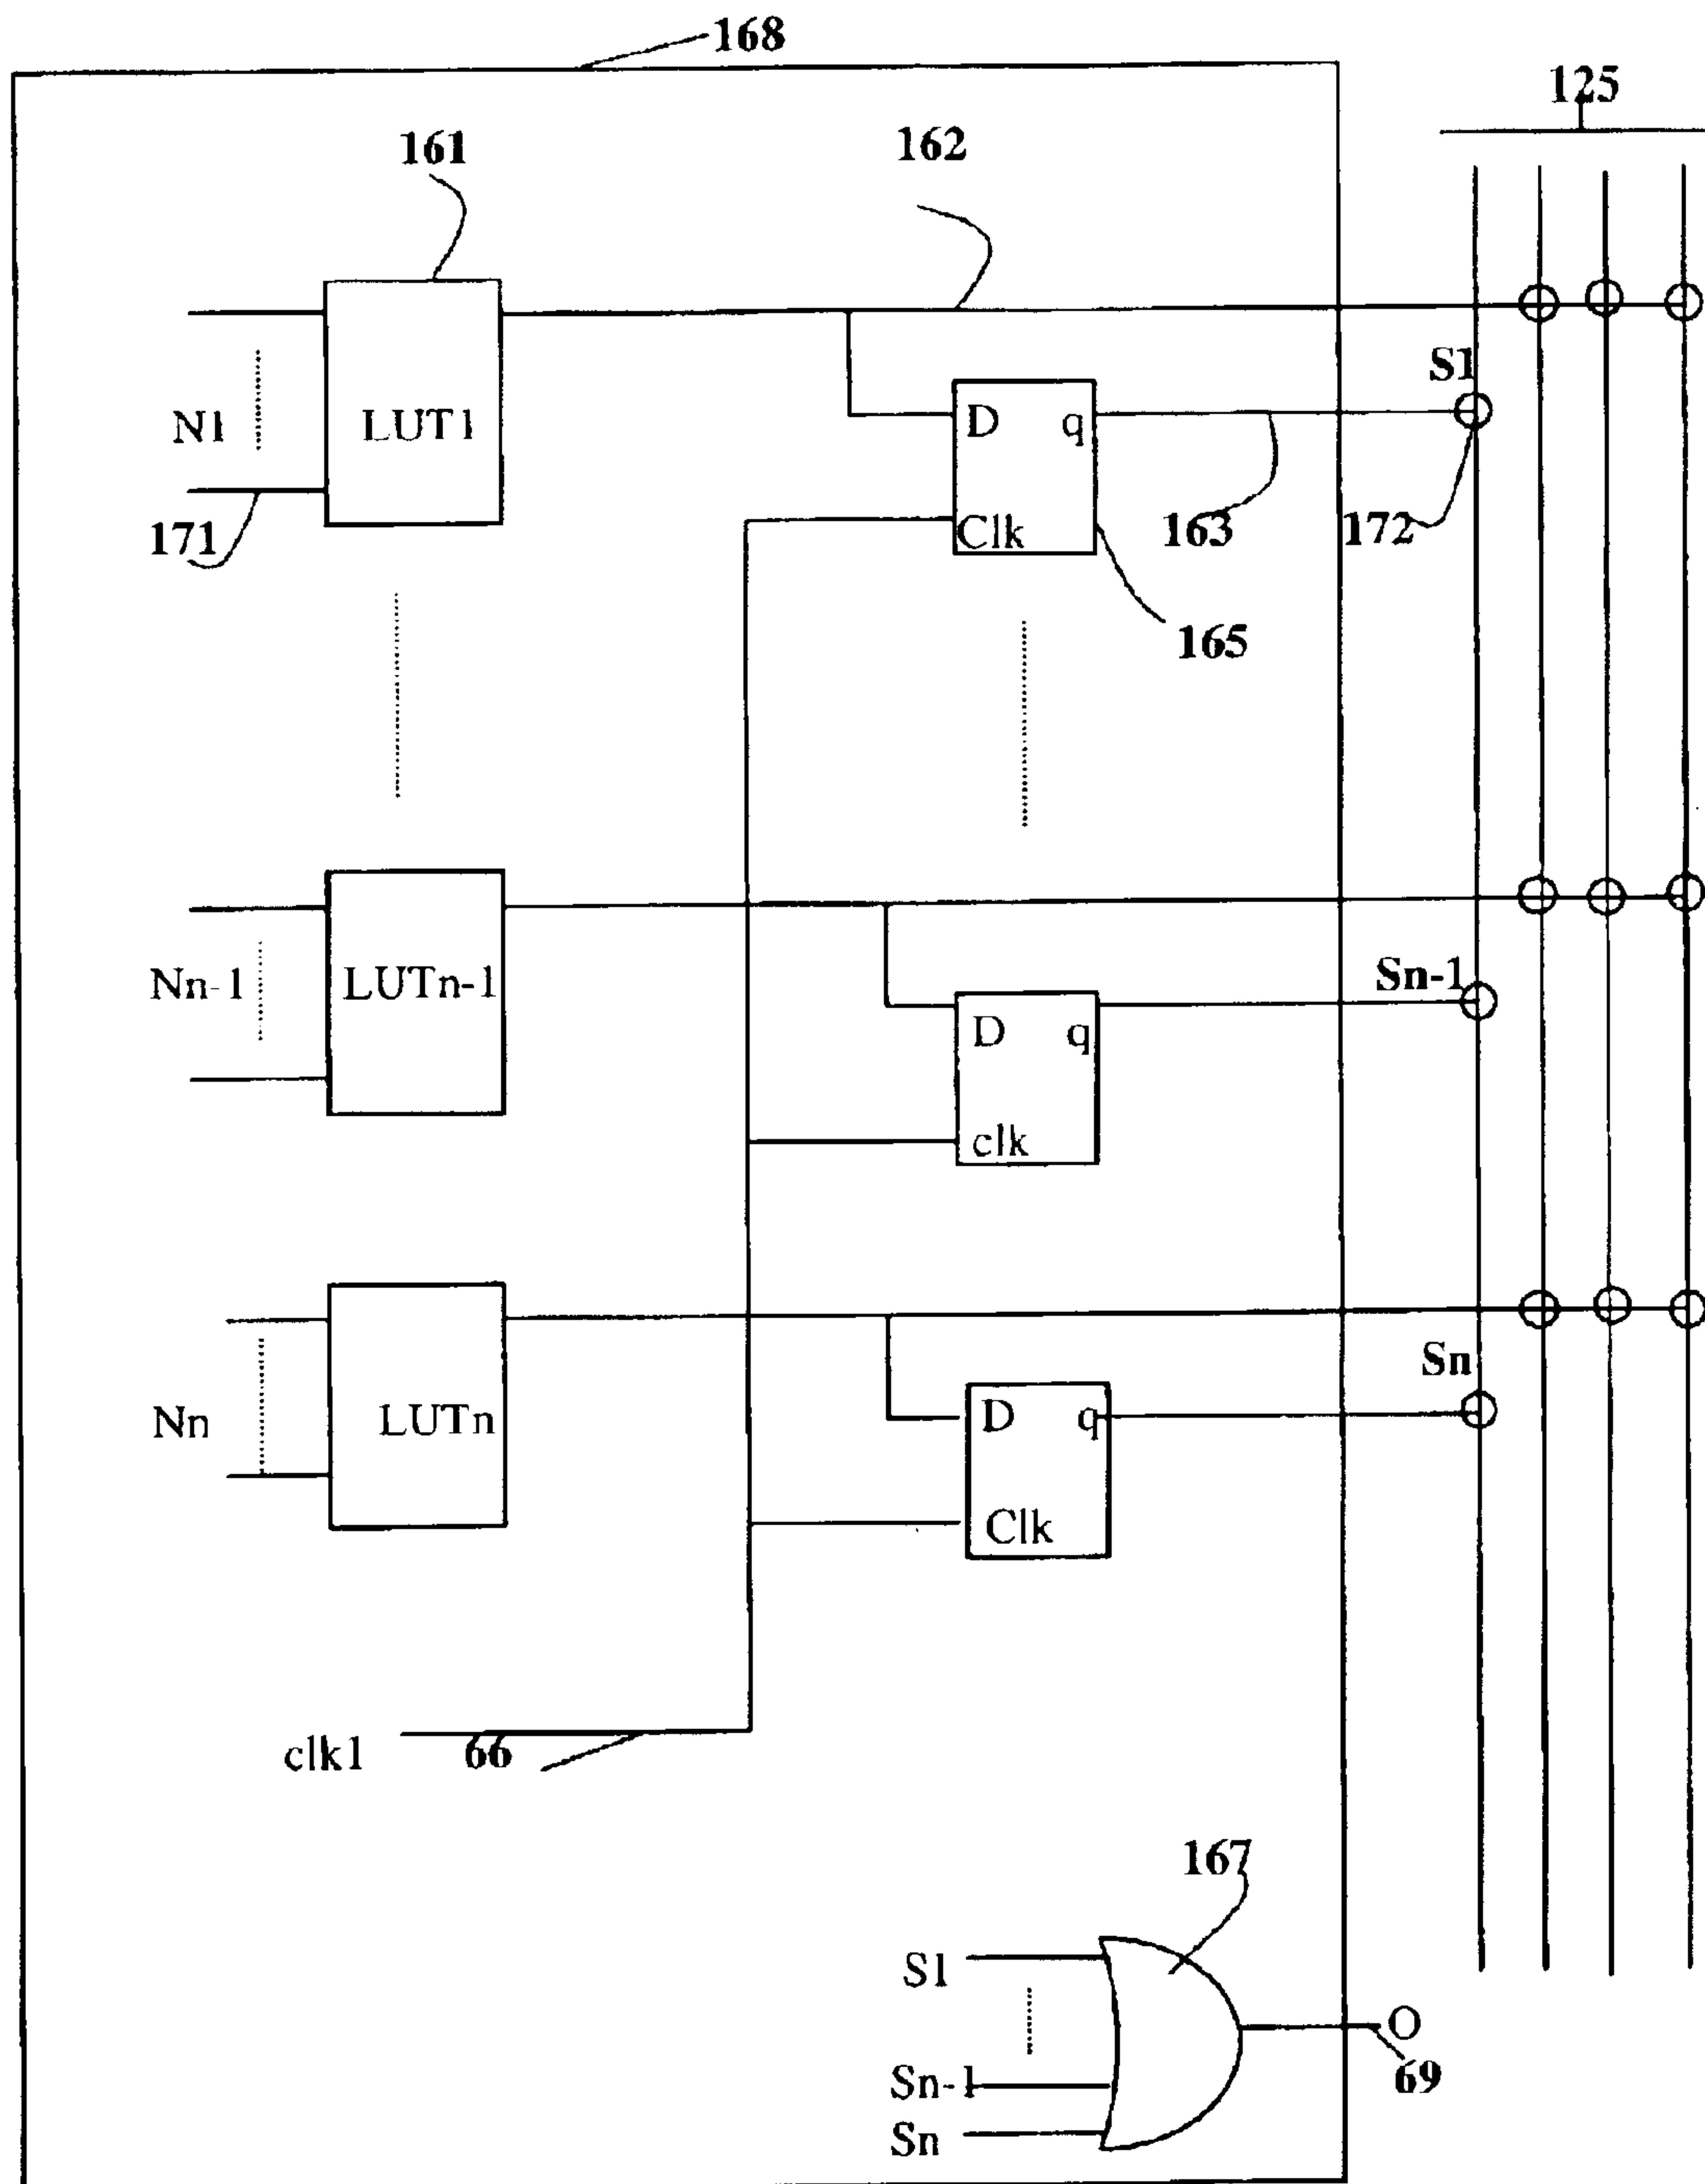 168
125
161
162
S1
N1
LUT1
D
q
171
Clk
163
172
165
Sn-1
Nn-1
LUTn-1
D
q
clk
Sn
Nn
LUTn
D
q
Clk
clk1
66
167
S1
O
Sn-1
69
Sn